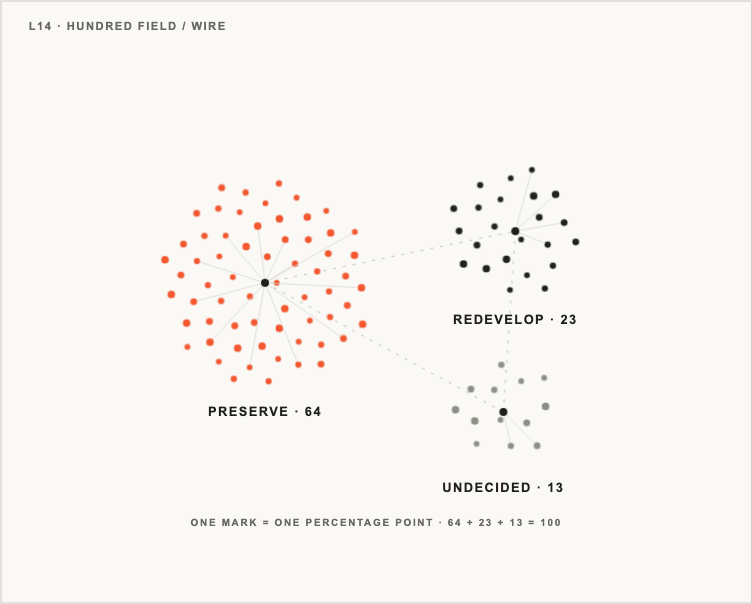 L14 · HUNDRED FIELD / WIRE
REDEVELOP · 23
PRESERVE · 64
UNDECIDED · 13
ONE MARK = ONE PERCENTAGE POINT · 64 + 23 + 13 = 100